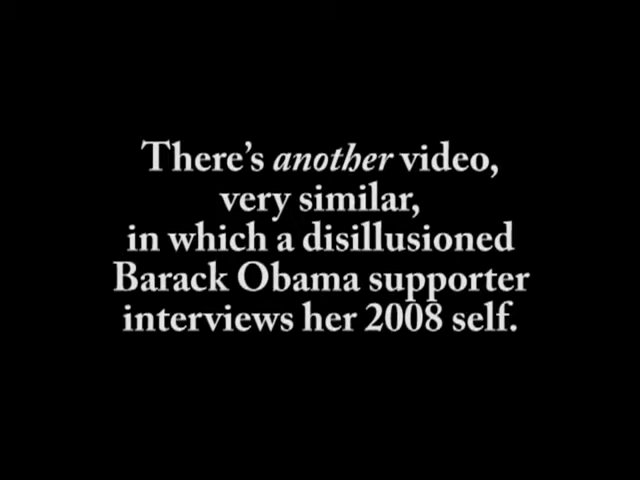 There’s another video,
very similar,
in which a disillusioned
Barack Obama supporter
interviews her 2008 self.